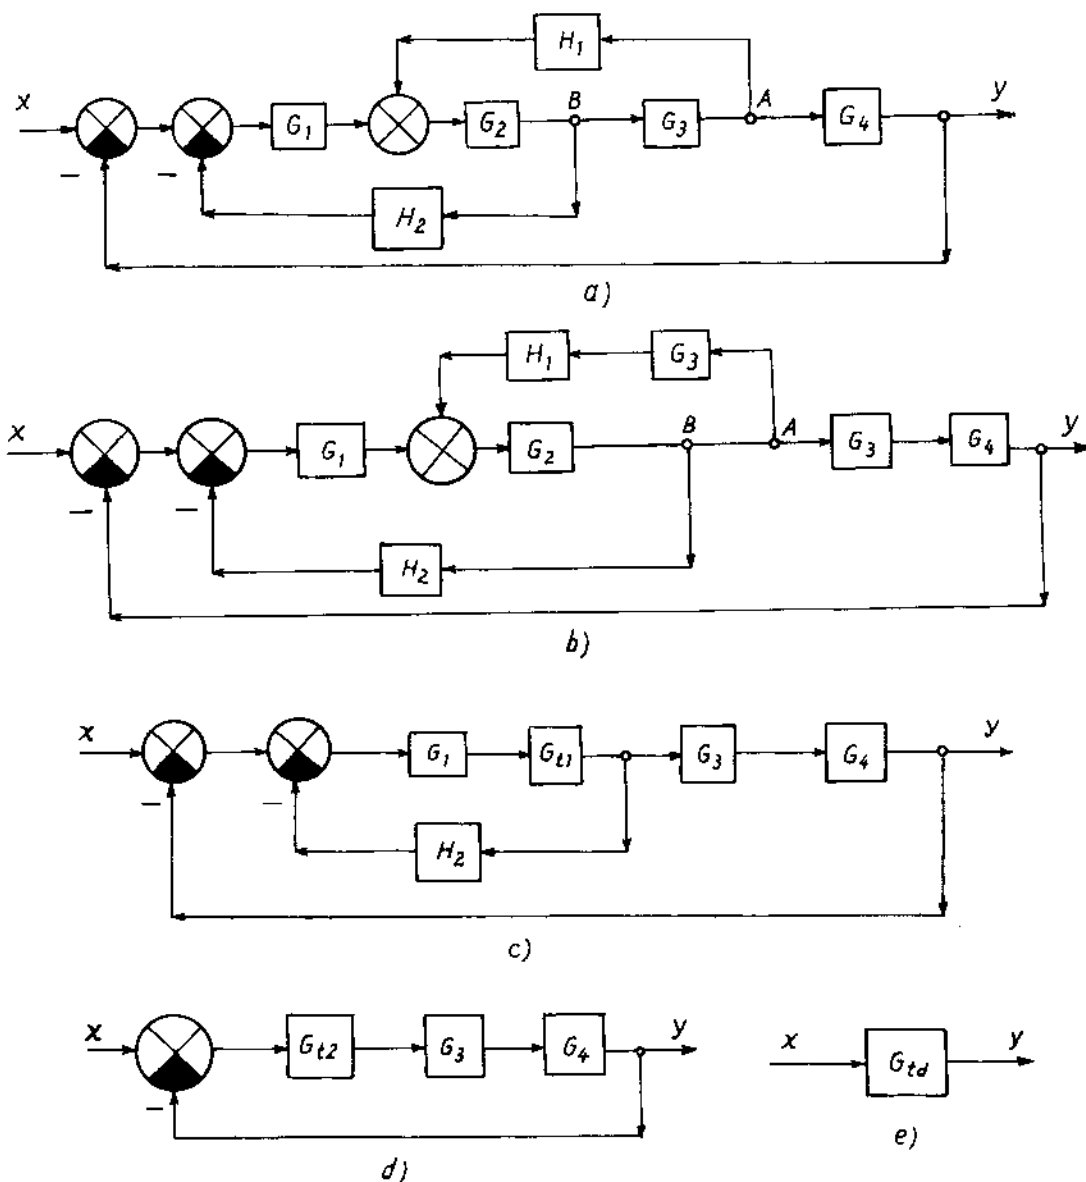 H₁
x G₁ G₂ B G₃ A G₄ y
− −
H₂
a)
H₁ G₃
x G₁ G₂ B A G₃ G₄ y
− −
H₂
b)
x G₁ Gₜ₁ G₃ G₄ y
− −
H₂
c)
x Gₜ₂ G₃ G₄ y
−
d)
x Gtd y
e)